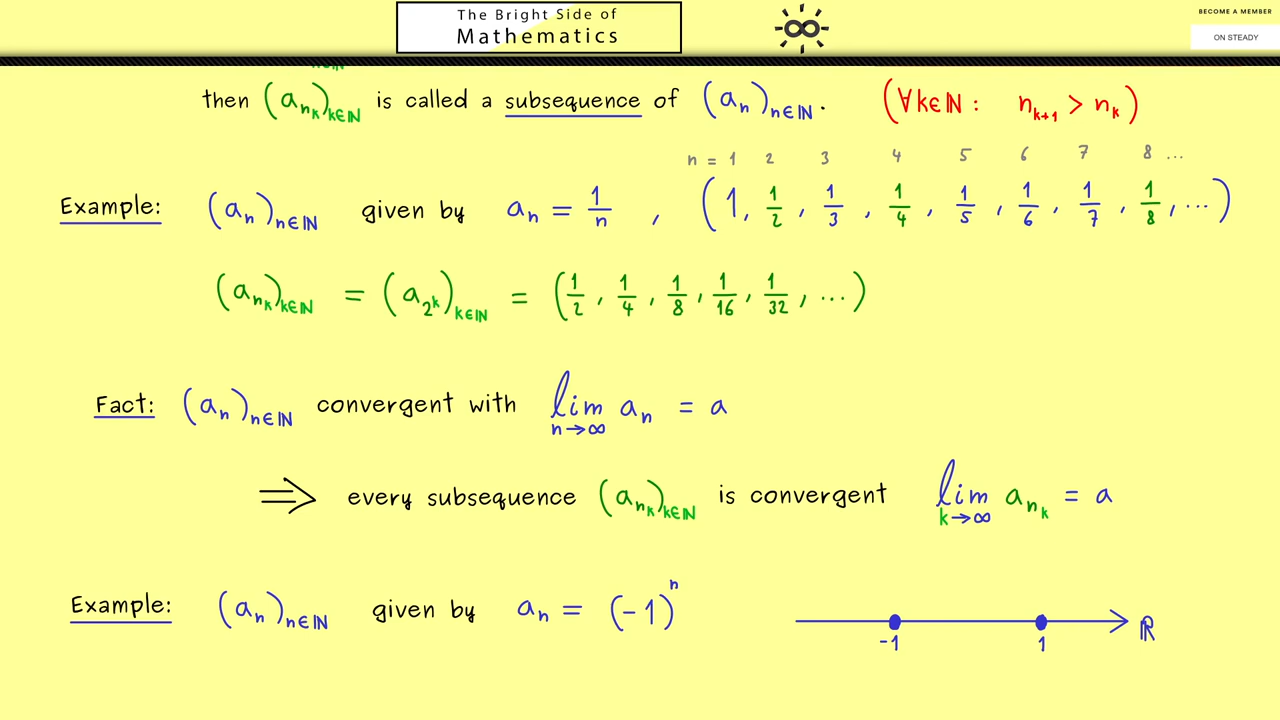 The Bright Side of
Mathematics
BECOME A MEMBER
ON STEADY
then (a_{n_k})_{k∈ℕ} is called a subsequence of (a_n)_{n∈ℕ}. (∀k∈ℕ: n_{k+1} > n_k)
n = 1 2 3 4 5 6 7 8 ...
Example: (a_n)_{n∈ℕ} given by a_n = 1/n , (1, 1/2, 1/3, 1/4, 1/5, 1/6, 1/7, 1/8, ...)
(a_{n_k})_{k∈ℕ} = (a_{2^k})_{k∈ℕ} = (1/2, 1/4, 1/8, 1/16, 1/32, ...)
Fact: (a_n)_{n∈ℕ} convergent with lim_{n→∞} a_n = a
⟹ every subsequence (a_{n_k})_{k∈ℕ} is convergent lim_{k→∞} a_{n_k} = a
Example: (a_n)_{n∈ℕ} given by a_n = (-1)^n
-1 1 ℝ